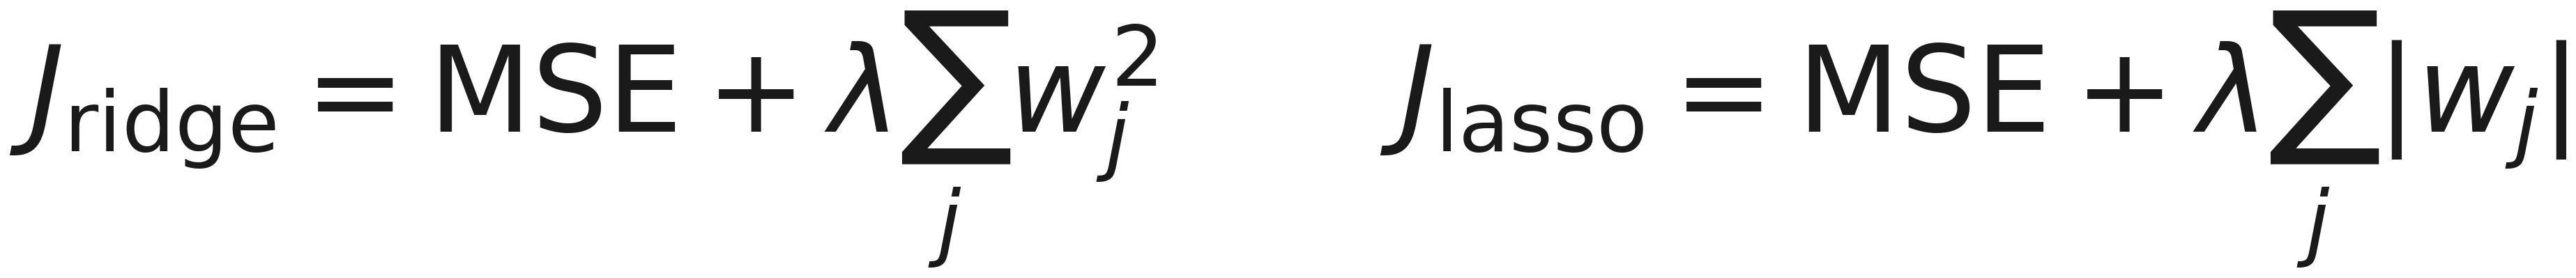 J_ridge = MSE + λ∑_j w_j^2    J_lasso = MSE + λ∑_j |w_j|